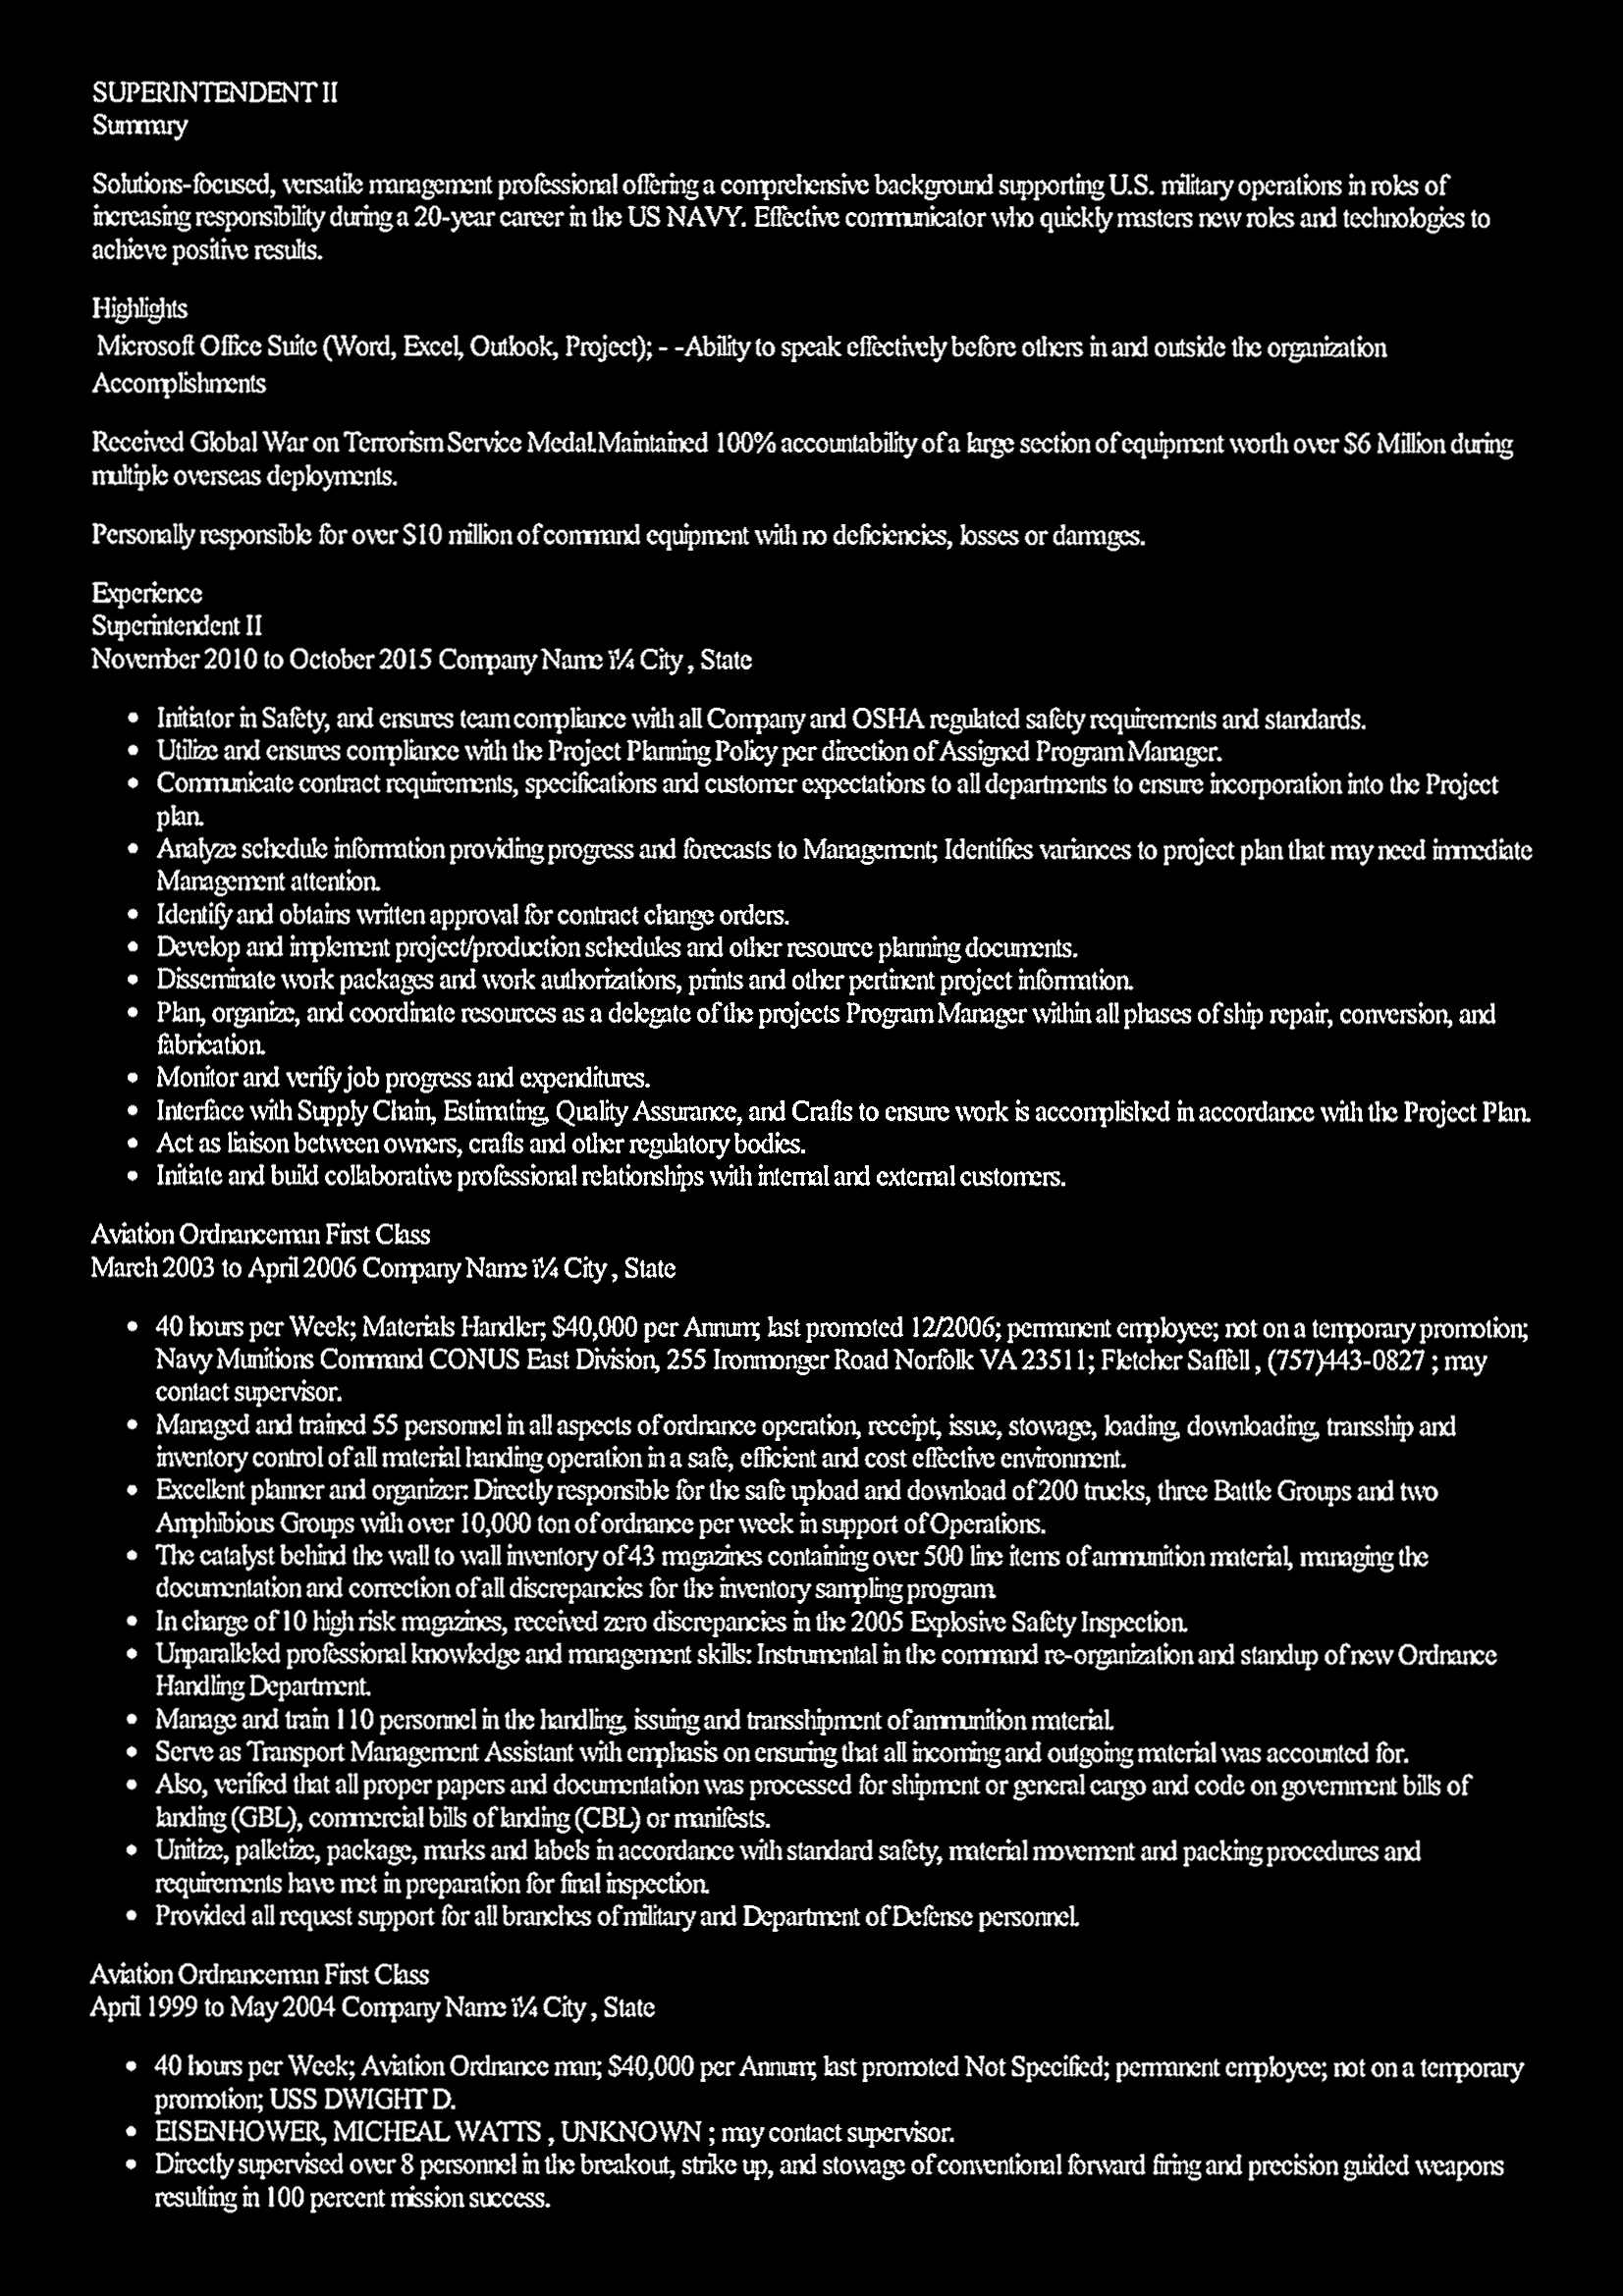 SUPERINTENDENT II
Summary
Solutions-focused, versatile management professional offering a comprehensive background supporting U.S. military operations in roles of
increasing responsibility during a 20-year career in the US NAVY. Effective communicator who quickly masters new roles and technologies to
achieve positive results.
Highlights
Microsoft Office Suite (Word, Excel, Outlook, Project); - -Ability to speak effectively before others in and outside the organization
Accomplishments
Received Global War on Terrorism Service Medal.Maintained 100% accountability of a large section of equipment worth over $6 Million during
multiple overseas deployments.
Personally responsible for over $10 million of command equipment with no deficiencies, losses or damages.
Experience
Superintendent II
November 2010 to October 2015 Company Name ï¼ City , State
• Initiator in Safety, and ensures team compliance with all Company and OSHA regulated safety requirements and standards.
• Utilize and ensures compliance with the Project Planning Policy per direction of Assigned Program Manager.
• Communicate contract requirements, specifications and customer expectations to all departments to ensure incorporation into the Project
plan.
• Analyze schedule information providing progress and forecasts to Management; Identifies variances to project plan that may need immediate
Management attention.
• Identify and obtains written approval for contract change orders.
• Develop and implement project/production schedules and other resource planning documents.
• Disseminate work packages and work authorizations, prints and other pertinent project information.
• Plan, organize, and coordinate resources as a delegate of the projects Program Manager within all phases of ship repair, conversion, and
fabrication.
• Monitor and verify job progress and expenditures.
• Interface with Supply Chain, Estimating, Quality Assurance, and Crafts to ensure work is accomplished in accordance with the Project Plan.
• Act as liaison between owners, crafts and other regulatory bodies.
• Initiate and build collaborative professional relationships with internal and external customers.
Aviation Ordnanceman First Class
March 2003 to April 2006 Company Name ï¼ City , State
• 40 hours per Week; Materials Handler; $40,000 per Annum; last promoted 12/2006; permanent employee; not on a temporary promotion;
Navy Munitions Command CONUS East Division, 255 Ironmonger Road Norfolk VA 23511; Fletcher Saffell , (757)443-0827 ; may
contact supervisor.
• Managed and trained 55 personnel in all aspects of ordnance operation, receipt, issue, stowage, loading, downloading, transship and
inventory control of all material handing operation in a safe, efficient and cost effective environment.
• Excellent planner and organizer: Directly responsible for the safe upload and download of 200 trucks, three Battle Groups and two
Amphibious Groups with over 10,000 ton of ordnance per week in support of Operations.
• The catalyst behind the wall to wall inventory of 43 magazines containing over 500 line items of ammunition material, managing the
documentation and correction of all discrepancies for the inventory sampling program.
• In charge of 10 high risk magazines, received zero discrepancies in the 2005 Explosive Safety Inspection.
• Unparalleled professional knowledge and management skills: Instrumental in the command re-organization and standup of new Ordnance
Handling Department.
• Manage and train 110 personnel in the handling, issuing and transshipment of ammunition material.
• Serve as Transport Management Assistant with emphasis on ensuring that all incoming and outgoing material was accounted for.
• Also, verified that all proper papers and documentation was processed for shipment or general cargo and code on government bills of
landing (GBL), commercial bills of landing (CBL) or manifests.
• Unitize, palletize, package, marks and labels in accordance with standard safety, material movement and packing procedures and
requirements have met in preparation for final inspection.
• Provided all request support for all branches of military and Department of Defense personnel.
Aviation Ordnanceman First Class
April 1999 to May 2004 Company Name ï¼ City , State
• 40 hours per Week; Aviation Ordnance man; $40,000 per Annum; last promoted Not Specified; permanent employee; not on a temporary
promotion; USS DWIGHT D.
• EISENHOWER, MICHEAL WATTS , UNKNOWN ; may contact supervisor.
• Directly supervised over 8 personnel in the breakout, strike up, and stowage of conventional forward firing and precision guided weapons
resulting in 100 percent mission success.